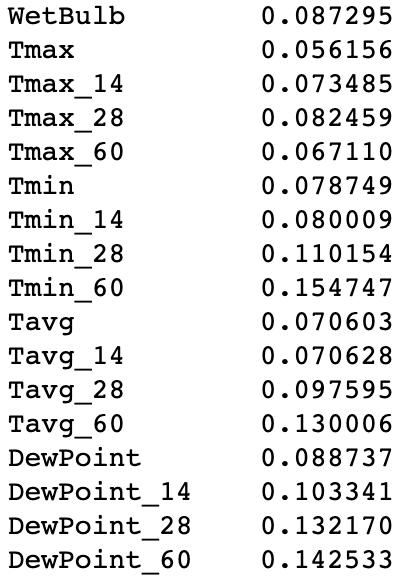 WetBulb 0.087295
Tmax 0.056156
Tmax_14 0.073485
Tmax_28 0.082459
Tmax_60 0.067110
Tmin 0.078749
Tmin_14 0.080009
Tmin_28 0.110154
Tmin_60 0.154747
Tavg 0.070603
Tavg_14 0.070628
Tavg_28 0.097595
Tavg_60 0.130006
DewPoint 0.088737
DewPoint_14 0.103341
DewPoint_28 0.132170
DewPoint_60 0.142533